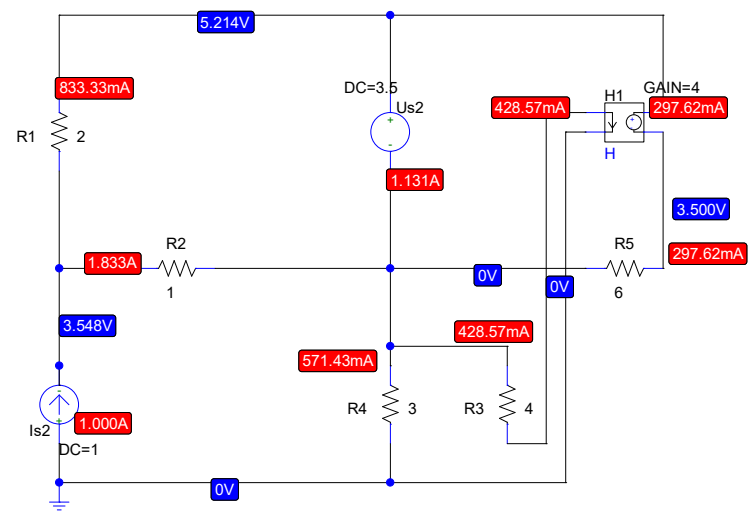 5.214V
833.33mA
DC=3.5
H1
GAIN=4
428.57mA
297.62mA
Us2
R1
2
H
1.131A
3.500V
R2
R5
1.833A
297.62mA
0V
0V
1
6
3.548V
428.57mA
571.43mA
R4
3
R3
4
Is2
1.000A
DC=1
0V